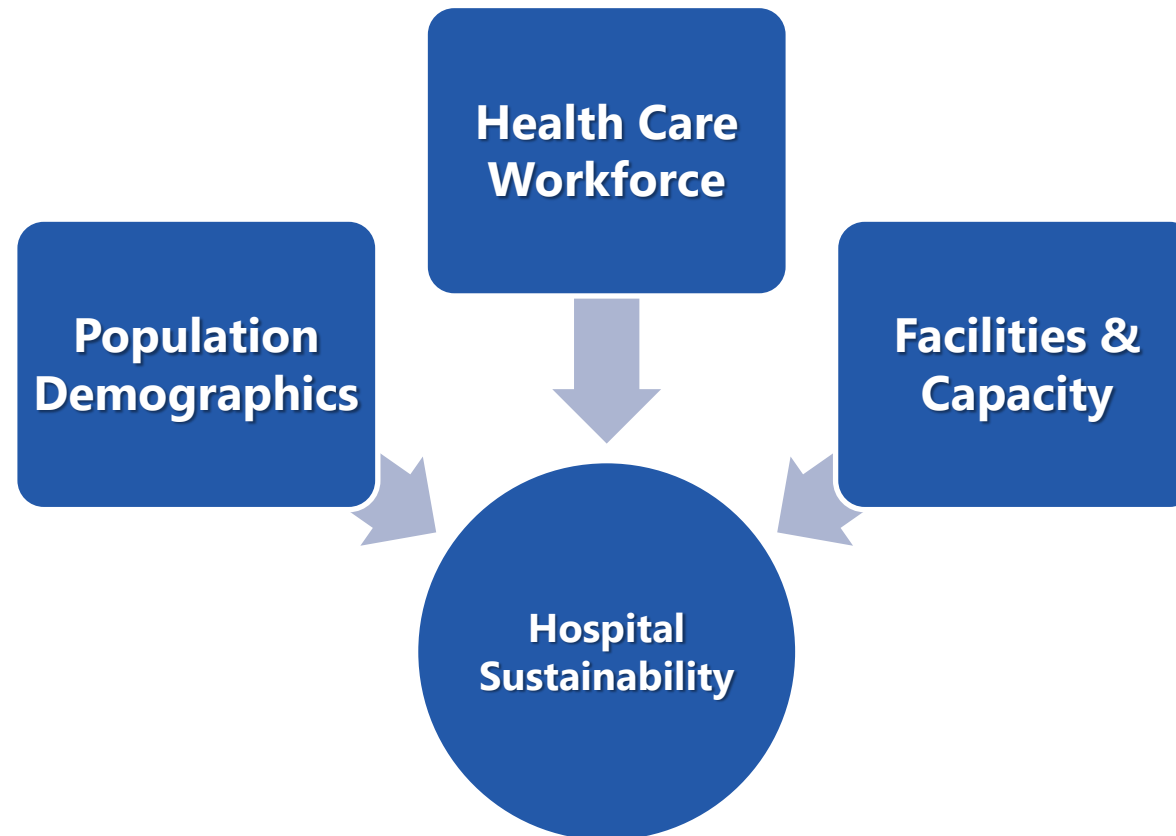 Health Care
Workforce
Population
Demographics
Facilities &
Capacity
Hospital
Sustainability